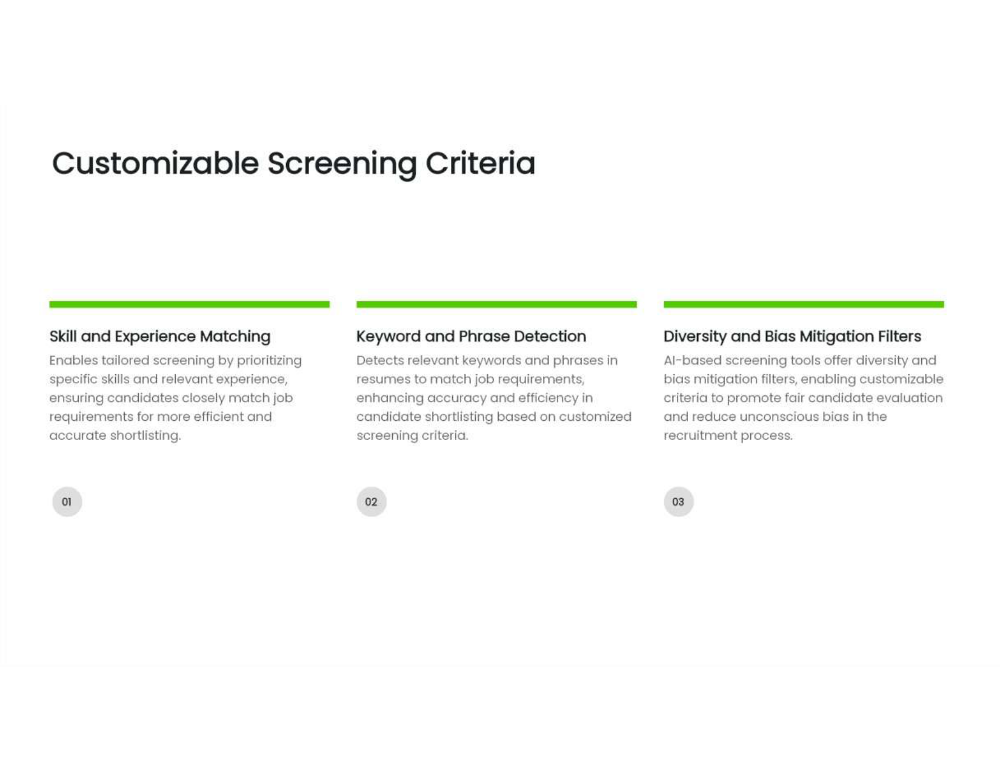 Customizable Screening Criteria
Skill and Experience Matching
Enables tailored screening by prioritizing
specific skills and relevant experience,
ensuring candidates closely match job
requirements for more efficient and
accurate shortlisting.
01
Keyword and Phrase Detection
Detects relevant keywords and phrases in
resumes to match job requirements,
enhancing accuracy and efficiency in
candidate shortlisting based on customized
screening criteria.
02
Diversity and Bias Mitigation Filters
AI-based screening tools offer diversity and
bias mitigation filters, enabling customizable
criteria to promote fair candidate evaluation
and reduce unconscious bias in the
recruitment process.
03